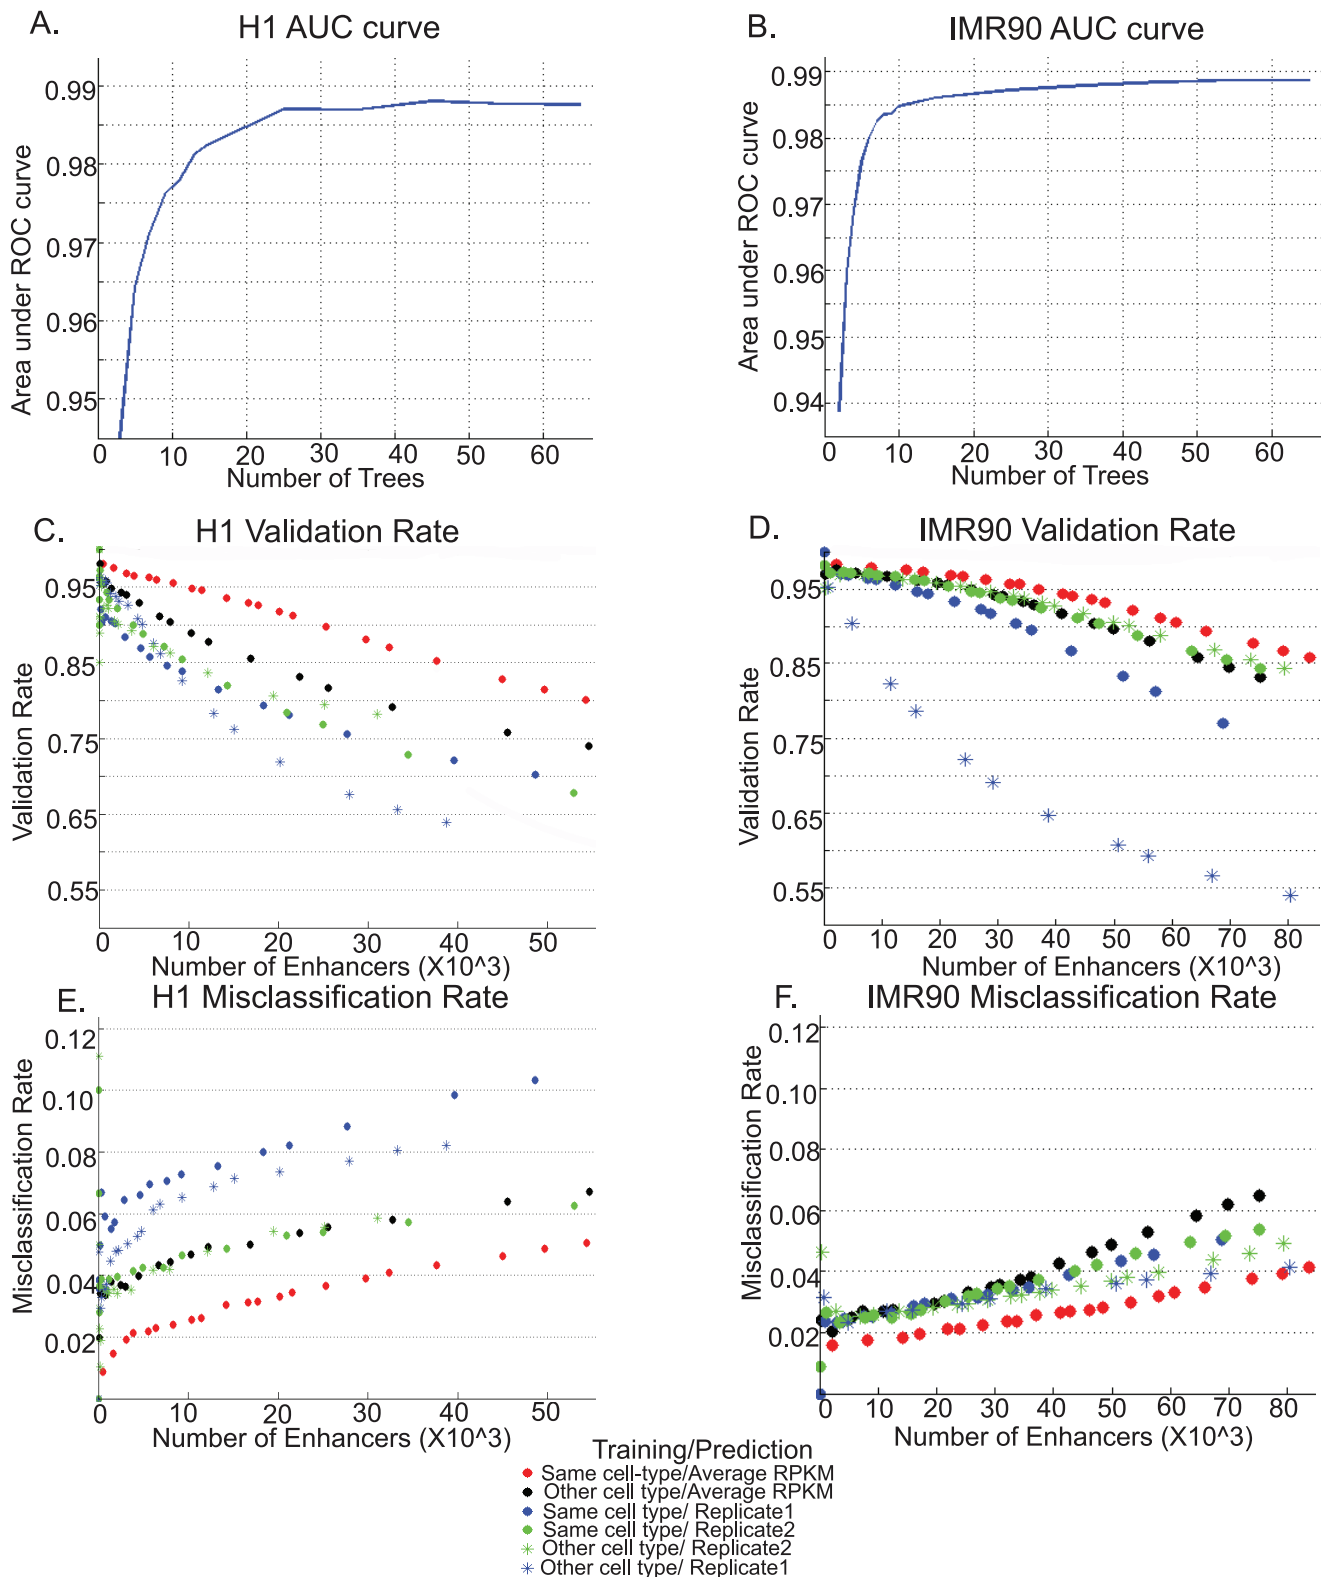 A.
H1 AUC curve
Area under ROC curve
0.99
0.98
0.97
0.96
0.95
0 10 20 30 40 50 60
Number of Trees
B.
IMR90 AUC curve
Area under ROC curve
0.99
0.98
0.97
0.96
0.95
0.94
0 10 20 30 40 50 60
Number of Trees
C.
H1 Validation Rate
Validation Rate
0.95
0.85
0.75
0.65
0.55
0 10 20 30 40 50
Number of Enhancers (X10^3)
D.
IMR90 Validation Rate
Validation Rate
0.95
0.85
0.75
0.65
0.55
0 10 20 30 40 50 60 70 80
Number of Enhancers (X10^3)
E.
H1 Misclassification Rate
Misclassification Rate
0.12
0.10
0.08
0.06
0.04
0.02
0 10 20 30 40 50
Number of Enhancers (X10^3)
F.
IMR90 Misclassification Rate
Misclassification Rate
0.12
0.10
0.08
0.06
0.04
0.02
0 10 20 30 40 50 60 70 80
Number of Enhancers (X10^3)
Training/Prediction
Same cell-type/Average RPKM
Other cell type/Average RPKM
Same cell type/ Replicate1
Same cell type/ Replicate2
Other cell type/ Replicate2
Other cell type/ Replicate1